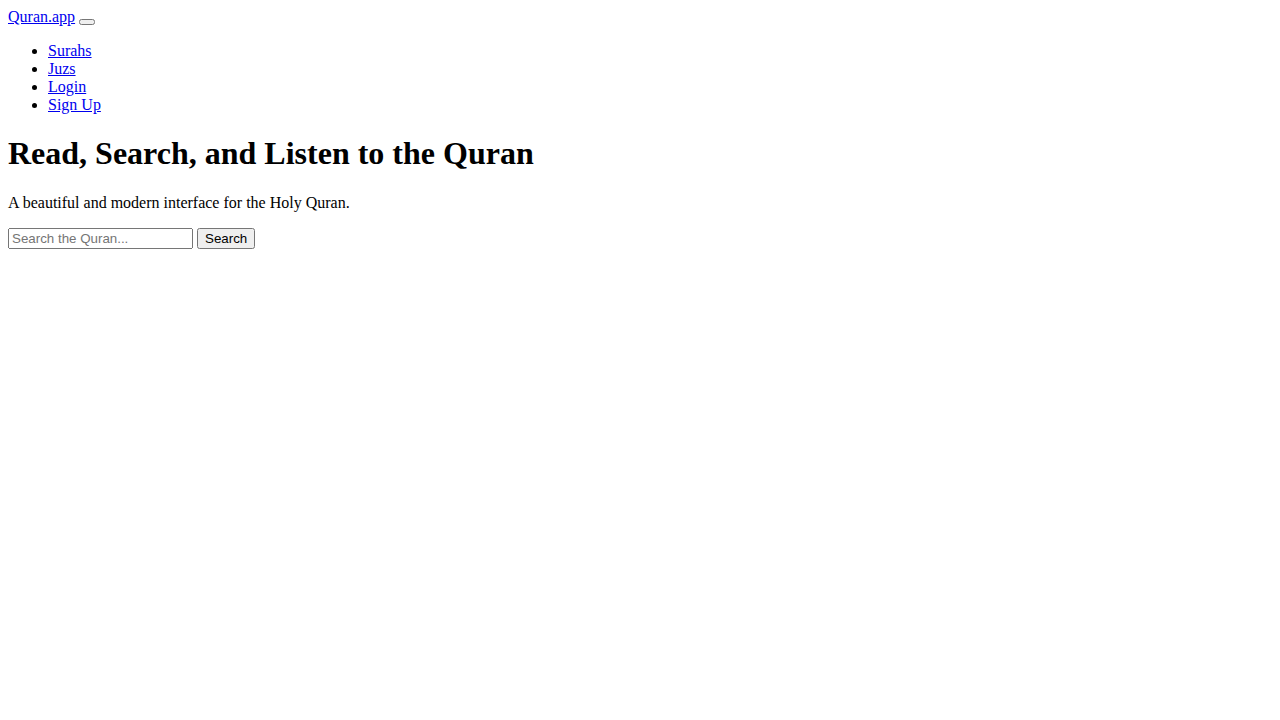 Quran.app
Surahs
Juzs
Login
Sign Up
Read, Search, and Listen to the Quran
A beautiful and modern interface for the Holy Quran.
Search the Quran... Search